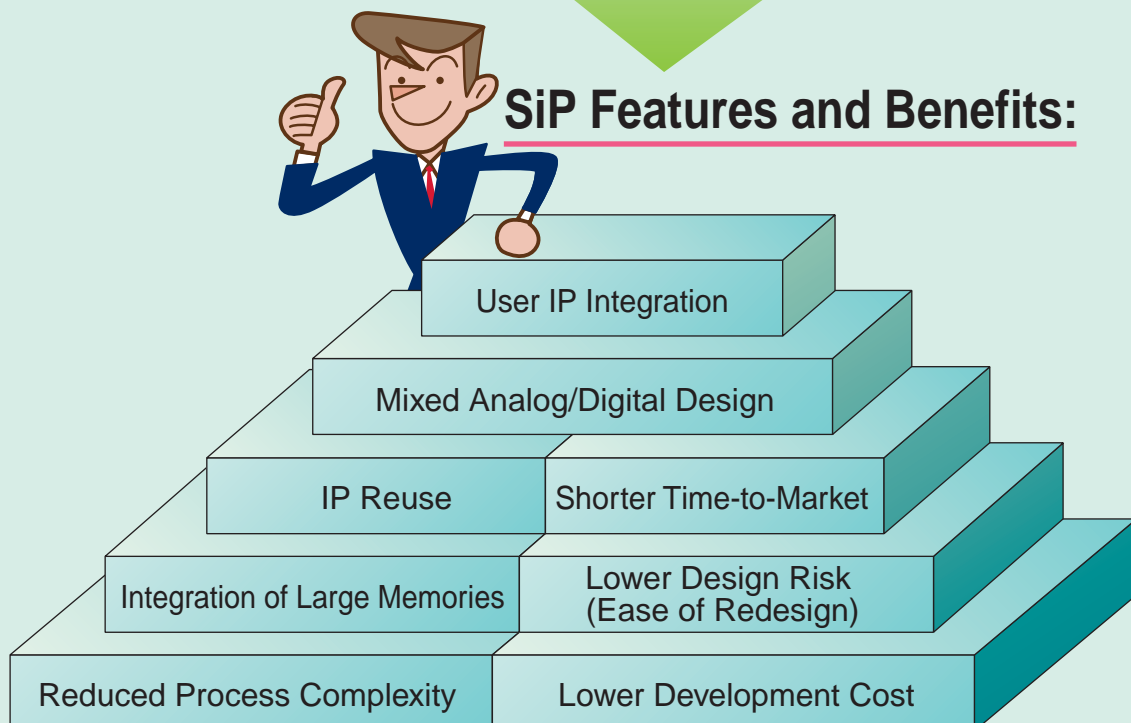 SiP Features and Benefits:
User IP Integration
Mixed Analog/Digital Design
IP Reuse
Shorter Time-to-Market
Integration of Large Memories
Lower Design Risk
(Ease of Redesign)
Reduced Process Complexity
Lower Development Cost